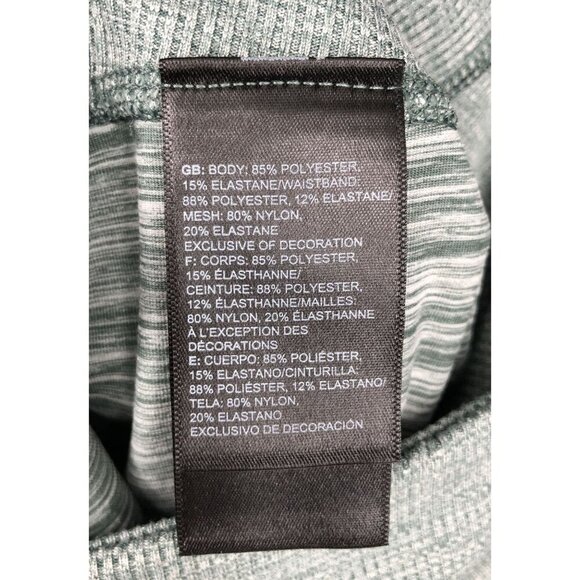 GB: BODY: 85% POLYESTER,
15% ELASTANE/WAISTBAND:
88% POLYESTER, 12% ELASTANE/
MESH: 80% NYLON,
20% ELASTANE
EXCLUSIVE OF DECORATION
F: CORPS: 85% POLYESTER,
15% ÉLASTHANNE/
CEINTURE: 88% POLYESTER,
12% ÉLASTHANNE/MAILLES:
80% NYLON, 20% ÉLASTHANNE
À L'EXCEPTION DES
DÉCORATIONS
E: CUERPO: 85% POLIÉSTER,
15% ELASTANO/CINTURILLA:
88% POLIÉSTER, 12% ELASTANO/
TELA: 80% NYLON,
20% ELASTANO
EXCLUSIVO DE DECORACIÓN